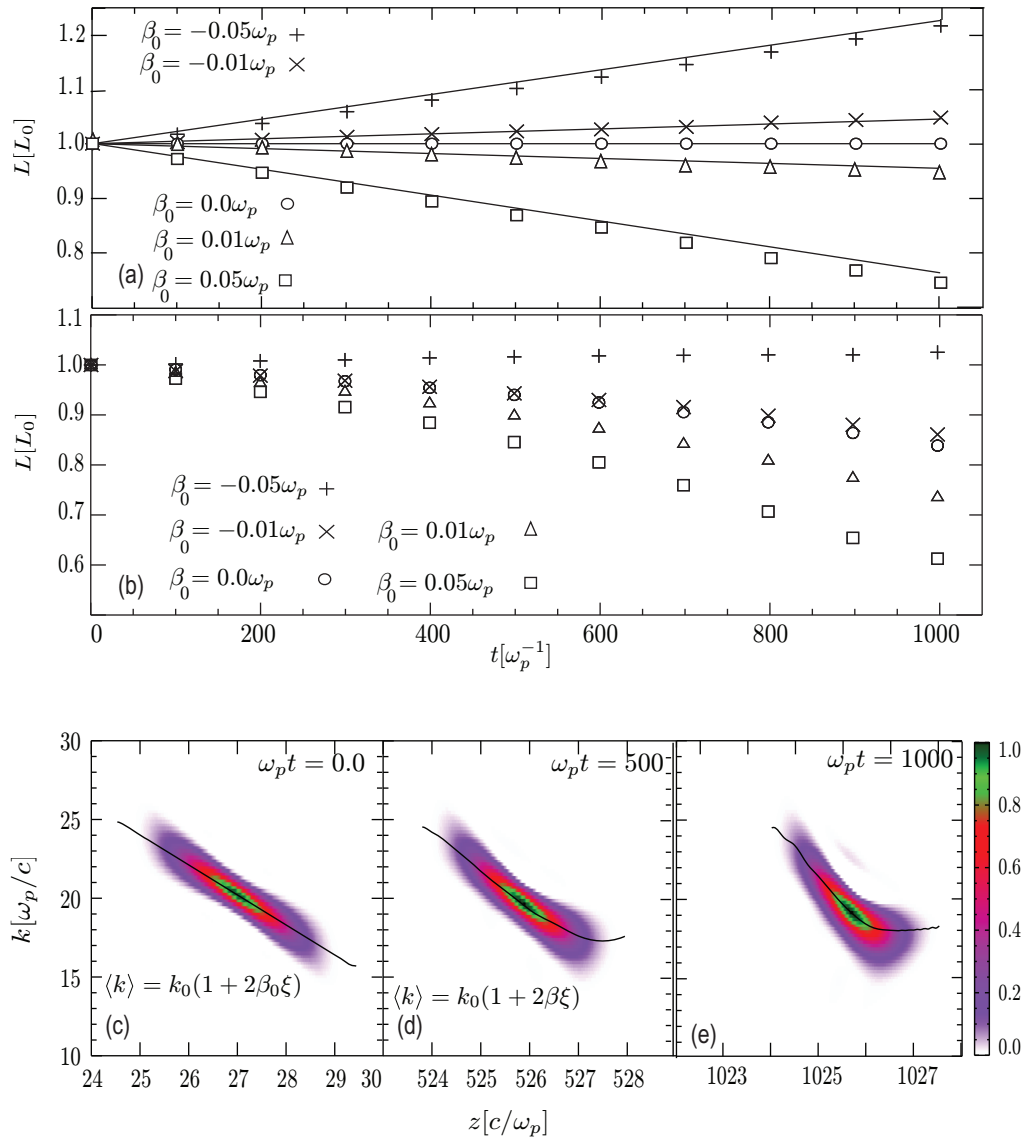 β₀ = −0.05ωₚ +
β₀ = −0.01ωₚ ×
β₀ = 0.0ωₚ ○
β₀ = 0.01ωₚ △
β₀ = 0.05ωₚ □
(a)
L[L₀]
1.2
1.1
1.0
0.9
0.8
β₀ = −0.05ωₚ +
β₀ = −0.01ωₚ ×
β₀ = 0.01ωₚ △
β₀ = 0.0ωₚ ○
β₀ = 0.05ωₚ □
(b)
L[L₀]
1.1
1.0
0.9
0.8
0.7
0.6
0 200 400 600 800 1000
t[ωₚ⁻¹]
30
25
20
15
10
k[ωₚ/c]
ωₚt = 0.0
⟨k⟩ = k₀(1 + 2β₀ξ)
(c)
24 25 26 27 28 29 30
ωₚt = 500
⟨k⟩ = k₀(1 + 2βξ)
(d)
524 525 526 527 528
ωₚt = 1000
(e)
1023 1025 1027
1.0
0.8
0.6
0.4
0.2
0.0
z[c/ωₚ]